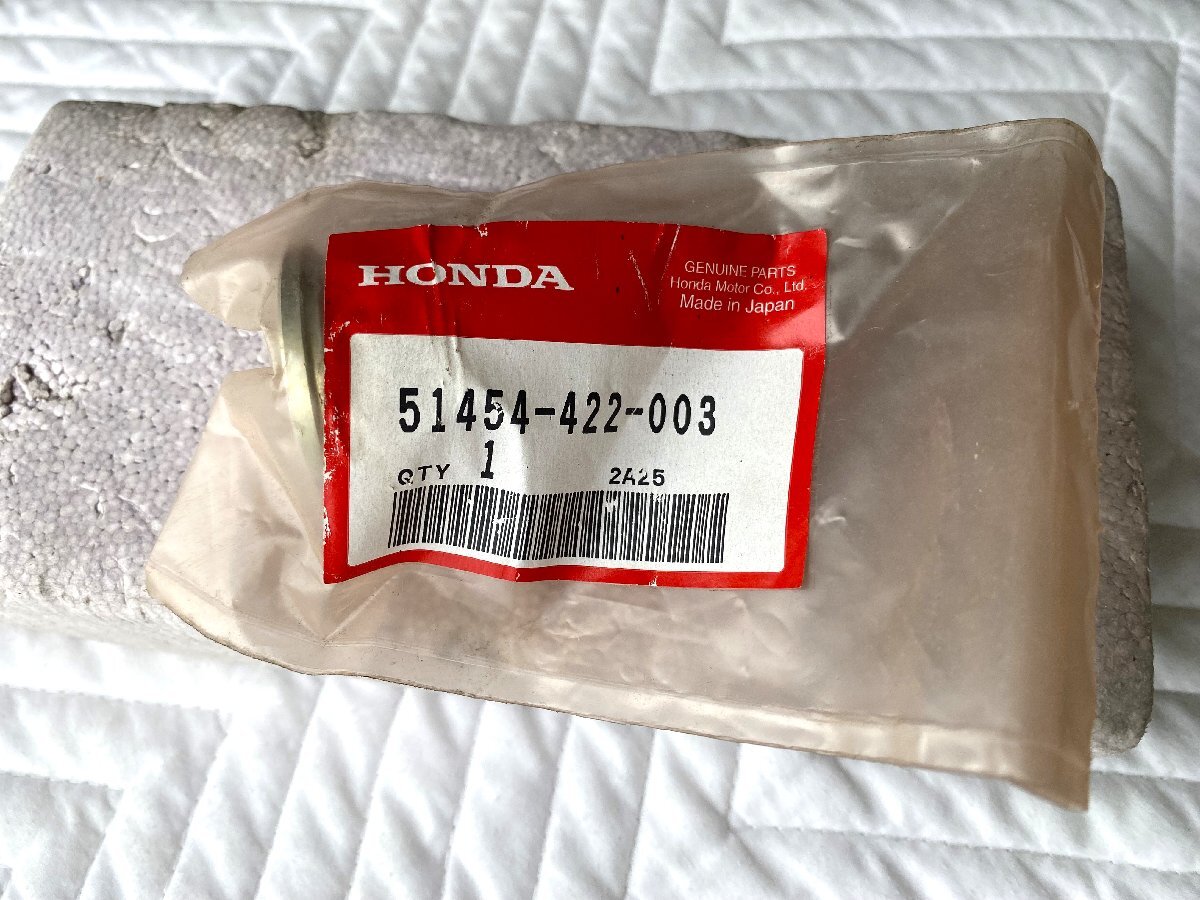 HONDA
GENUINE PARTS
Honda Motor Co., Ltd.
Made in Japan
51454-422-003
QTY 1 2A25